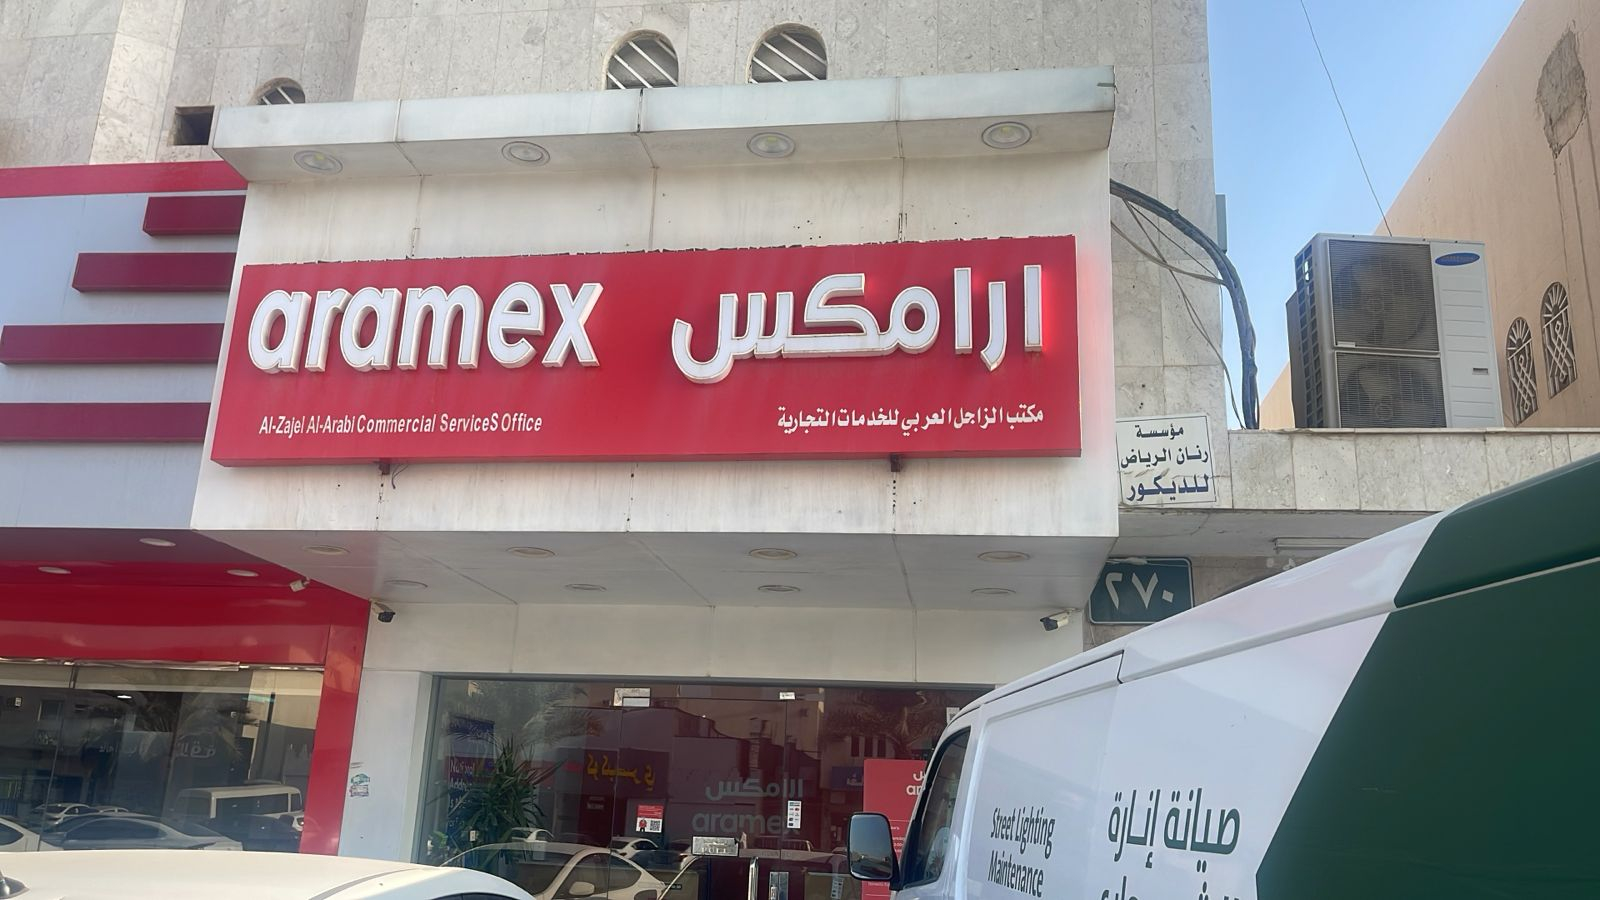 aramex ارامكس
Al-Zajel Al-Arabi Commercial ServiceS Office
مكتب الزاجل العربي للخدمات التجارية
مؤسسة
رنان الرياض
للديكور
٢٧٠
SAMSUNG
ارامكس
aramex
Street Lighting
Maintenance
صيانة إنارة